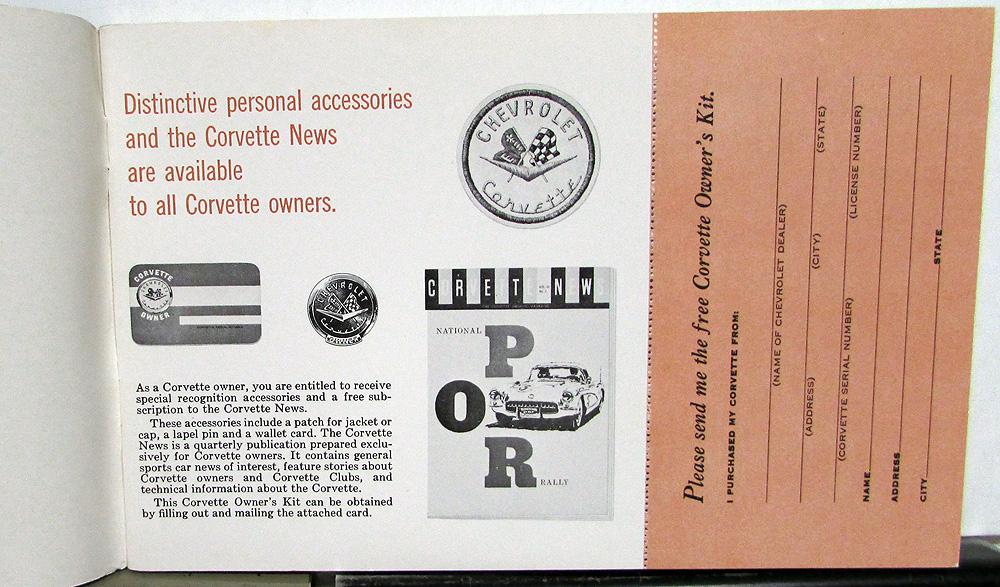 Distinctive personal accessories
and the Corvette News
are available
to all Corvette owners.
CHEVROLET
Corvette
CORVETTE
OWNER
CHEVROLET
Corvette
C R E T N W
NATIONAL
P
O
R
RALLY
As a Corvette owner, you are entitled to receive
special recognition accessories and a free sub-
scription to the Corvette News.
These accessories include a patch for jacket or
cap, a lapel pin and a wallet card. The Corvette
News is a quarterly publication prepared exclu-
sively for Corvette owners. It contains general
sports car news of interest, feature stories about
Corvette owners and Corvette Clubs, and
technical information about the Corvette.
This Corvette Owner's Kit can be obtained
by filling out and mailing the attached card.
Please send me the free Corvette Owner's Kit.
I PURCHASED MY CORVETTE FROM:
(NAME OF CHEVROLET DEALER)
(ADDRESS) (CITY) (STATE)
(CORVETTE SERIAL NUMBER) (LICENSE NUMBER)
NAME
ADDRESS
CITY STATE